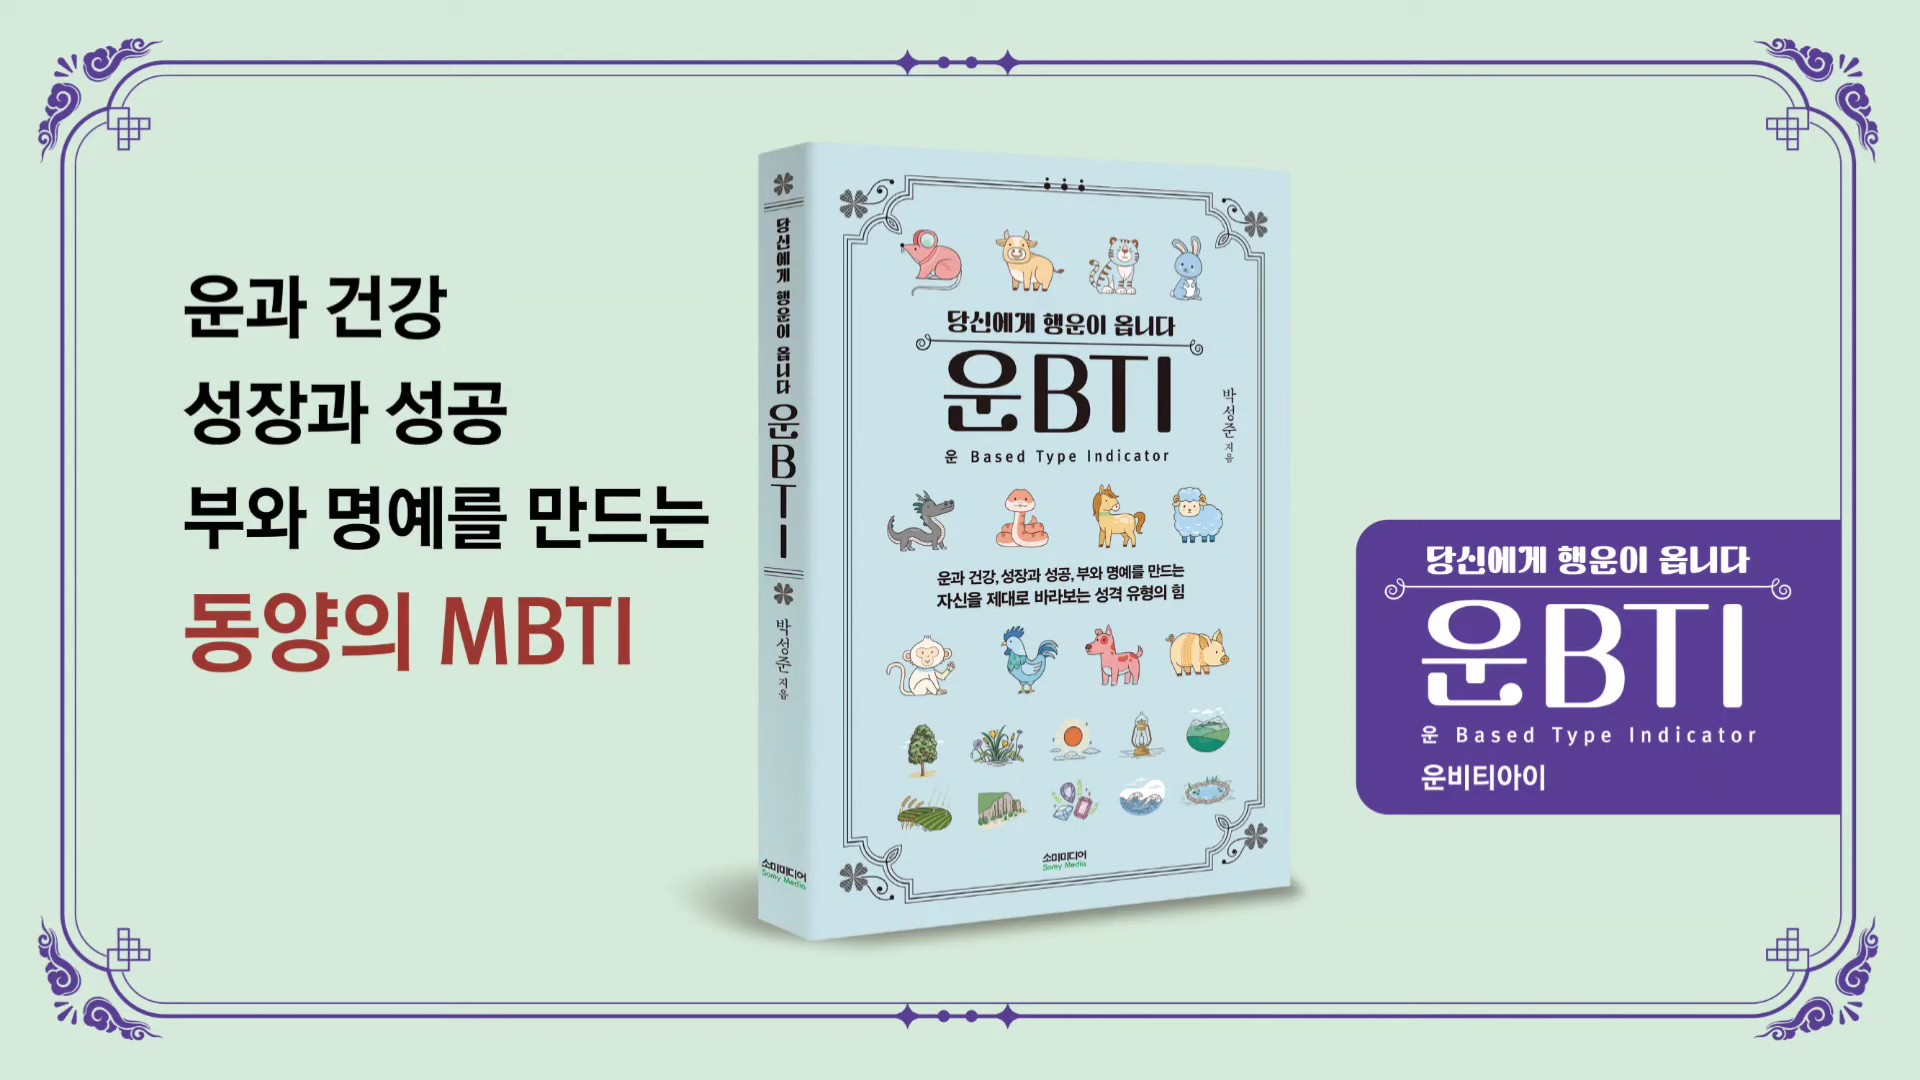 운과 건강
성장과 성공
부와 명예를 만드는
동양의 MBTI
당신에게 행운이 옵니다 운BTI
박성준 지음
소미미디어
Somy Media
당신에게 행운이 옵니다
운BTI
운 Based Type Indicator
박성준 지음
운과 건강, 성장과 성공, 부와 명예를 만드는
자신을 제대로 바라보는 성격 유형의 힘
소미미디어
Somy Media
당신에게 행운이 옵니다
운BTI
운 Based Type Indicator
운비티아이